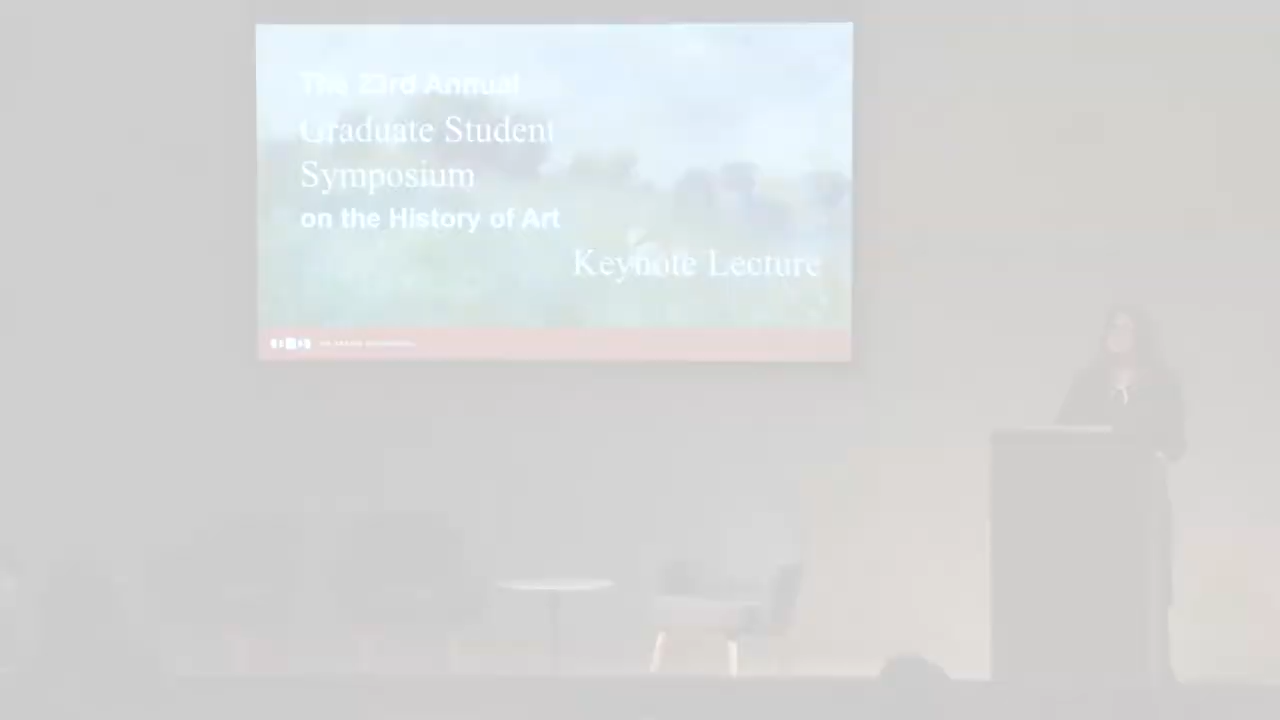 The 23rd Annual
Graduate Student
Symposium
on the History of Art
Keynote Lecture